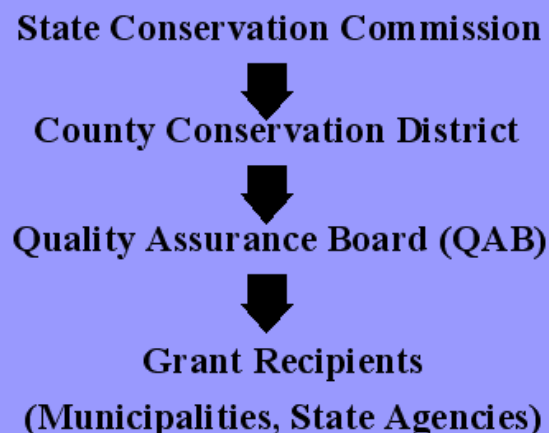 State Conservation Commission
County Conservation District
Quality Assurance Board (QAB)
Grant Recipients
(Municipalities, State Agencies)